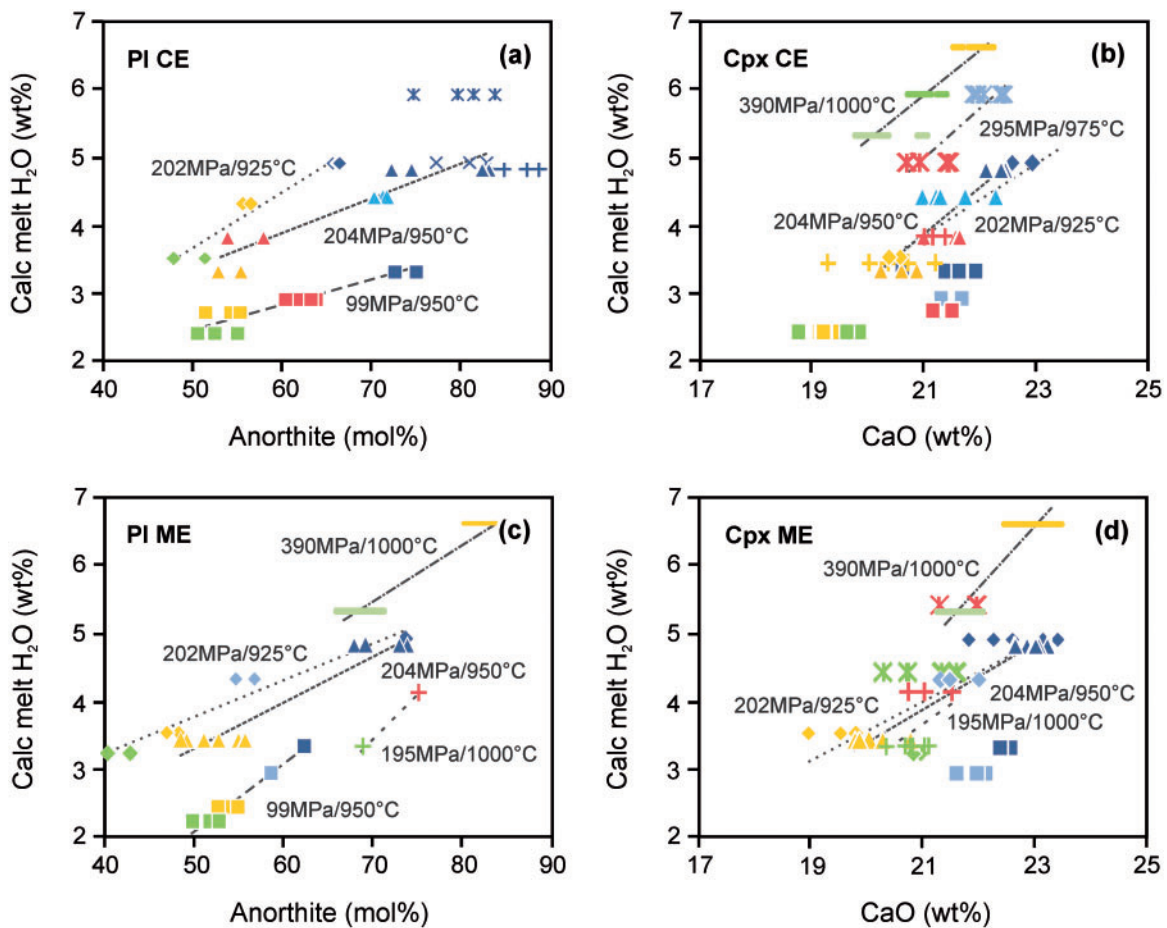 7
6
5
4
3
2
Calc melt H₂O (wt%)
Pl CE
(a)
202MPa/925°C
204MPa/950°C
99MPa/950°C
40
50
60
70
80
90
Anorthite (mol%)
7
6
5
4
3
2
Calc melt H₂O (wt%)
Cpx CE
(b)
390MPa/1000°C
295MPa/975°C
204MPa/950°C
202MPa/925°C
17
19
21
23
25
CaO (wt%)
7
6
5
4
3
2
Calc melt H₂O (wt%)
Pl ME
(c)
390MPa/1000°C
202MPa/925°C
204MPa/950°C
195MPa/1000°C
99MPa/950°C
40
50
60
70
80
90
Anorthite (mol%)
7
6
5
4
3
2
Calc melt H₂O (wt%)
Cpx ME
(d)
390MPa/1000°C
202MPa/925°C
204MPa/950°C
195MPa/1000°C
17
19
21
23
25
CaO (wt%)